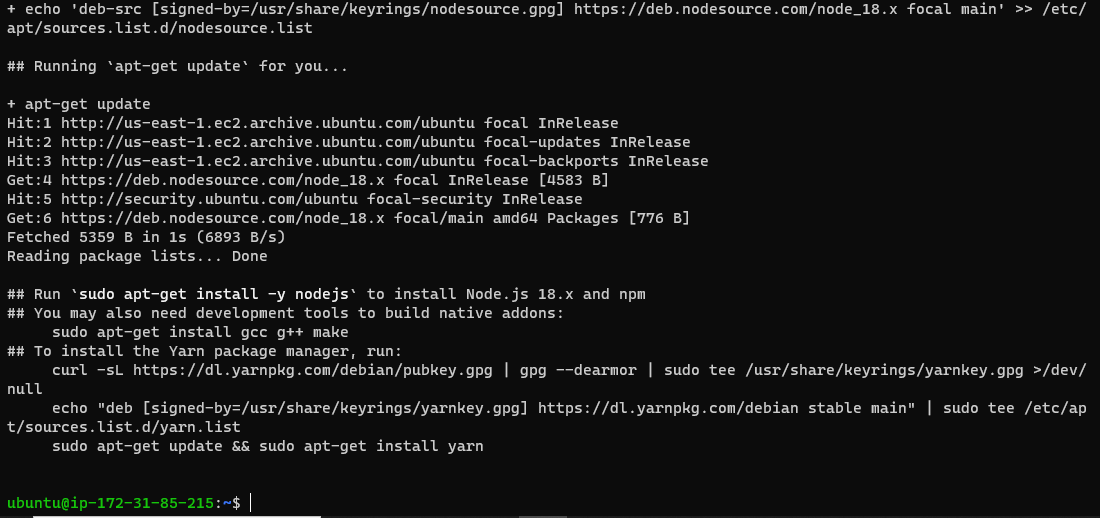 + echo 'deb-src [signed-by=/usr/share/keyrings/nodesource.gpg] https://deb.nodesource.com/node_18.x focal main' >> /etc/
apt/sources.list.d/nodesource.list
## Running `apt-get update` for you...
+ apt-get update
Hit:1 http://us-east-1.ec2.archive.ubuntu.com/ubuntu focal InRelease
Hit:2 http://us-east-1.ec2.archive.ubuntu.com/ubuntu focal-updates InRelease
Hit:3 http://us-east-1.ec2.archive.ubuntu.com/ubuntu focal-backports InRelease
Get:4 https://deb.nodesource.com/node_18.x focal InRelease [4583 B]
Hit:5 http://security.ubuntu.com/ubuntu focal-security InRelease
Get:6 https://deb.nodesource.com/node_18.x focal/main amd64 Packages [776 B]
Fetched 5359 B in 1s (6893 B/s)
Reading package lists... Done
## Run `sudo apt-get install -y nodejs` to install Node.js 18.x and npm
## You may also need development tools to build native addons:
     sudo apt-get install gcc g++ make
## To install the Yarn package manager, run:
     curl -sL https://dl.yarnpkg.com/debian/pubkey.gpg | gpg --dearmor | sudo tee /usr/share/keyrings/yarnkey.gpg >/dev/
null
     echo "deb [signed-by=/usr/share/keyrings/yarnkey.gpg] https://dl.yarnpkg.com/debian stable main" | sudo tee /etc/ap
t/sources.list.d/yarn.list
     sudo apt-get update && sudo apt-get install yarn
ubuntu@ip-172-31-85-215:~$